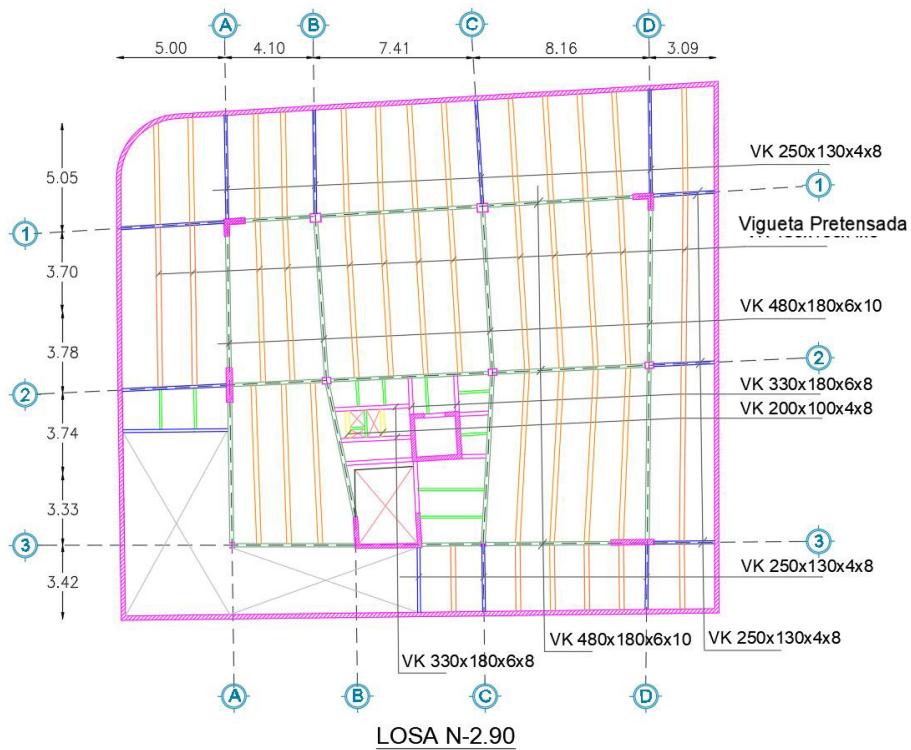 A B C D
5.00 4.10 7.41 8.16 3.09
VK 250x130x4x8
5.05
1
1
Vigueta Pretensada
3.70
VK 480x180x6x10
3.78
2
2
VK 330x180x6x8
VK 200x100x4x8
3.74
3.33
3
3
VK 250x130x4x8
3.42
VK 480x180x6x10
VK 250x130x4x8
VK 330x180x6x8
A B C D
LOSA N-2.90